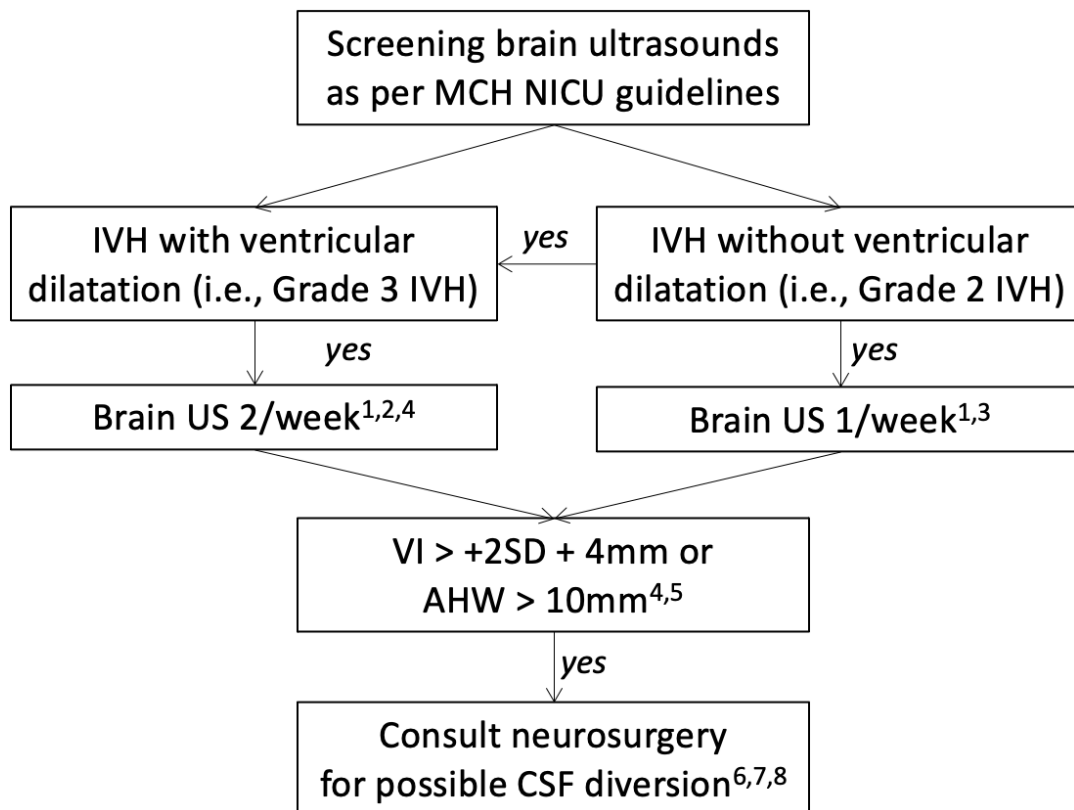 Screening brain ultrasounds
as per MCH NICU guidelines
IVH with ventricular
dilatation (i.e., Grade 3 IVH)
yes
IVH without ventricular
dilatation (i.e., Grade 2 IVH)
yes
yes
Brain US 2/week1,2,4
Brain US 1/week1,3
VI > +2SD + 4mm or
AHW > 10mm4,5
yes
Consult neurosurgery
for possible CSF diversion6,7,8